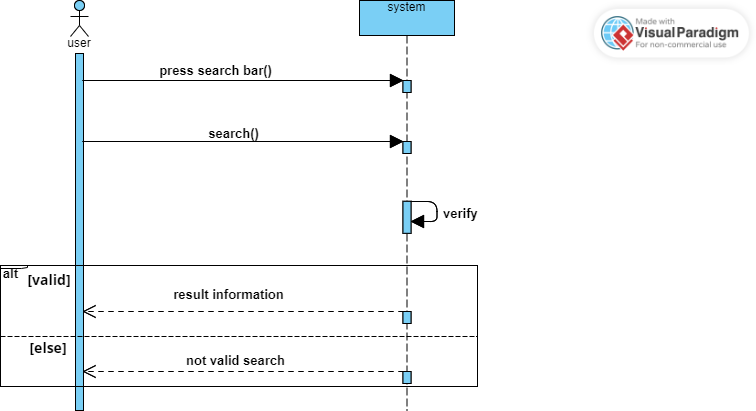 system
user
Made with
Visual Paradigm
For non-commercial use
press search bar()
search()
verify
alt
[valid]
result information
[else]
not valid search